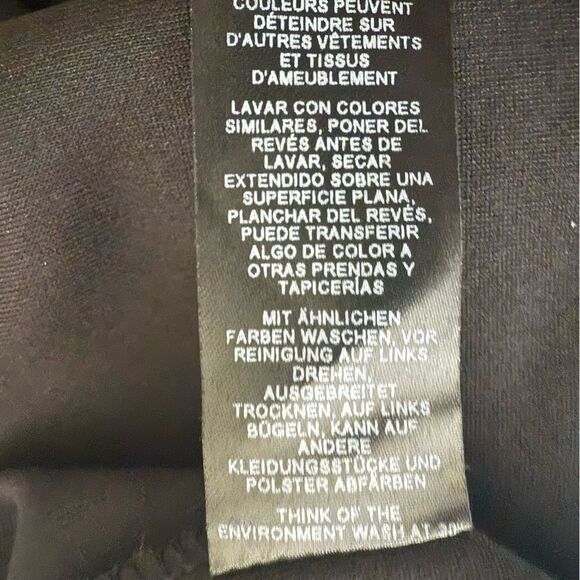 COULEURS PEUVENT
DÉTEINDRE SUR
D'AUTRES VÊTEMENTS
ET TISSUS
D'AMEUBLEMENT
LAVAR CON COLORES
SIMILARES, PONER DEL
REVÉS ANTES DE
LAVAR, SECAR
EXTENDIDO SOBRE UNA
SUPERFICIE PLANA,
PLANCHAR DEL REVÉS,
PUEDE TRANSFERIR
ALGO DE COLOR A
OTRAS PRENDAS Y
TAPICERÍAS
MIT ÄHNLICHEN
FARBEN WASCHEN, VOR
REINIGUNG AUF LINKS
DREHEN,
AUSGEBREITET
TROCKNEN, AUF LINKS
BÜGELN, KANN AUF
ANDERE
KLEIDUNGSSTÜCKE UND
POLSTER ABFÄRBEN
THINK OF THE
ENVIRONMENT WASH AT 30°